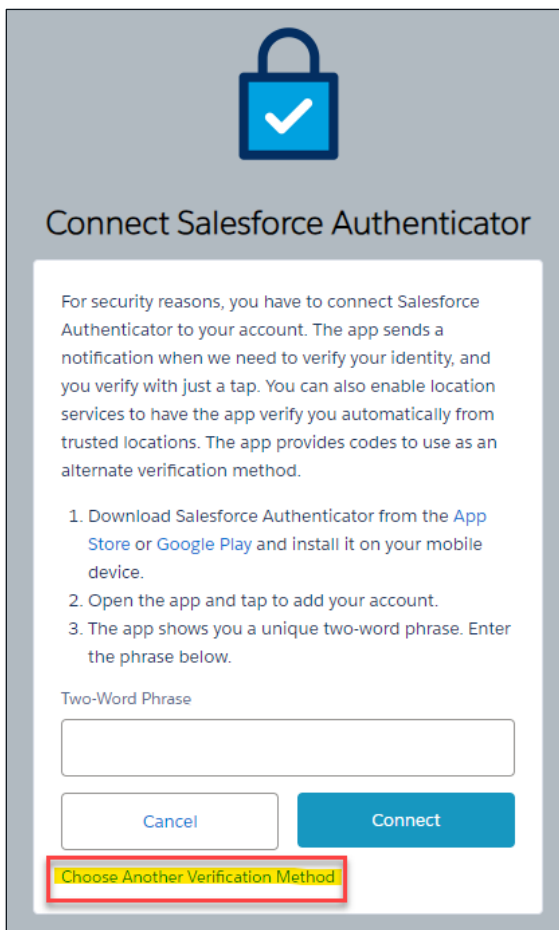 Connect Salesforce Authenticator
For security reasons, you have to connect Salesforce
Authenticator to your account. The app sends a
notification when we need to verify your identity, and
you verify with just a tap. You can also enable location
services to have the app verify you automatically from
trusted locations. The app provides codes to use as an
alternate verification method.
1. Download Salesforce Authenticator from the App
Store or Google Play and install it on your mobile
device.
2. Open the app and tap to add your account.
3. The app shows you a unique two-word phrase. Enter
the phrase below.
Two-Word Phrase
Cancel Connect
Choose Another Verification Method